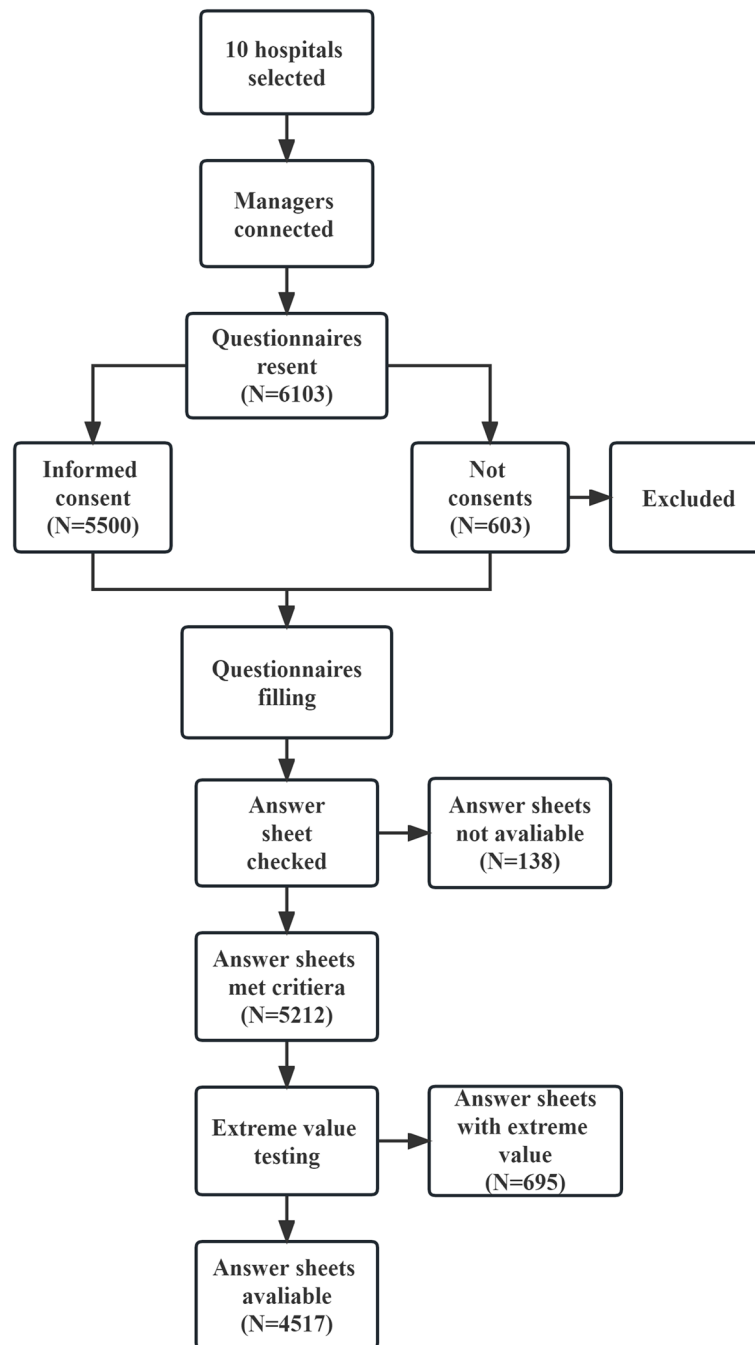 10 hospitals
selected
Managers
connected
Questionnaires
resent
(N=6103)
Informed
consent
(N=5500)
Not
consents
(N=603)
Excluded
Questionnaires
filling
Answer
sheet
checked
Answer sheets
not avaliable
(N=138)
Answer sheets
met critiera
(N=5212)
Extreme value
testing
Answer sheets
with extreme
value
(N=695)
Answer sheets
avaliable
(N=4517)